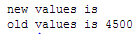 new values is
old values is 4500